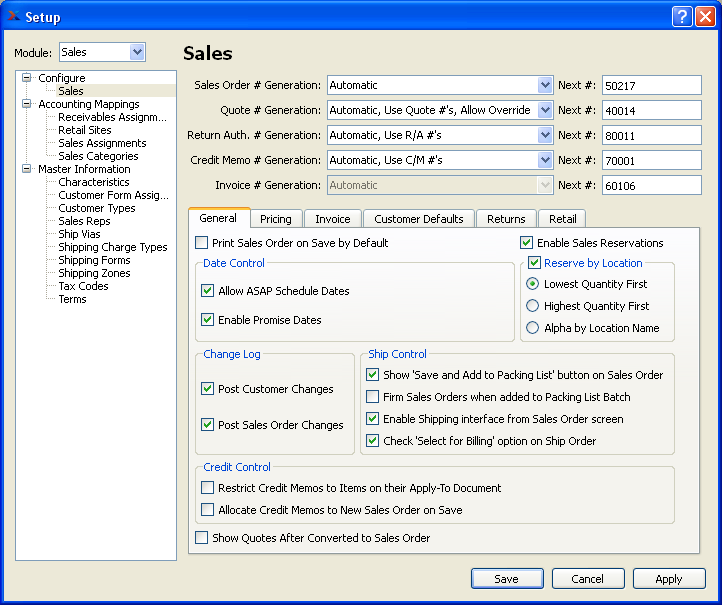 Setup
Module: Sales
Configure
Sales
Accounting Mappings
Receivables Assignm...
Retail Sites
Sales Assignments
Sales Categories
Master Information
Characteristics
Customer Form Assig...
Customer Types
Sales Reps
Ship Vias
Shipping Charge Types
Shipping Forms
Shipping Zones
Tax Codes
Terms
Sales
Sales Order # Generation: Automatic Next #: 50217
Quote # Generation: Automatic, Use Quote #'s, Allow Override Next #: 40014
Return Auth. # Generation: Automatic, Use R/A #'s Next #: 80011
Credit Memo # Generation: Automatic, Use C/M #'s Next #: 70001
Invoice # Generation: Automatic Next #: 60106
General Pricing Invoice Customer Defaults Returns Retail
Print Sales Order on Save by Default
Enable Sales Reservations
Date Control
Allow ASAP Schedule Dates
Enable Promise Dates
Reserve by Location
Lowest Quantity First
Highest Quantity First
Alpha by Location Name
Change Log
Post Customer Changes
Post Sales Order Changes
Ship Control
Show 'Save and Add to Packing List' button on Sales Order
Firm Sales Orders when added to Packing List Batch
Enable Shipping interface from Sales Order screen
Check 'Select for Billing' option on Ship Order
Credit Control
Restrict Credit Memos to Items on their Apply-To Document
Allocate Credit Memos to New Sales Order on Save
Show Quotes After Converted to Sales Order
Save Cancel Apply